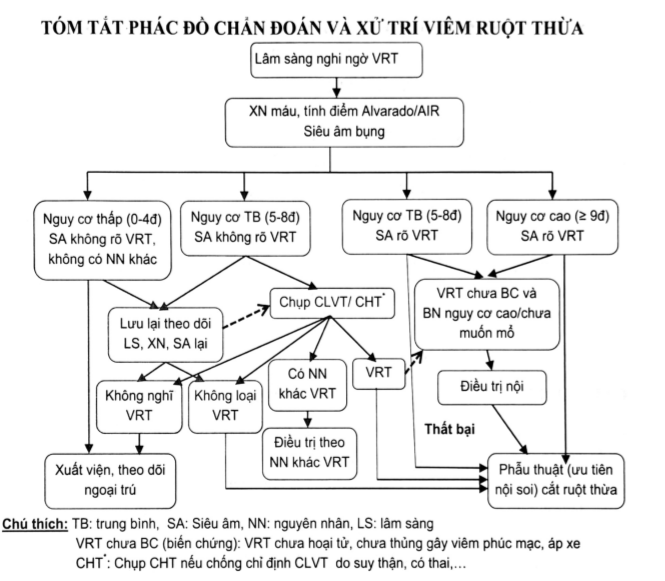 TÓM TẮT PHÁC ĐỒ CHẨN ĐOÁN VÀ XỬ TRÍ VIÊM RUỘT THỪA
Lâm sàng nghi ngờ VRT
XN máu, tính điểm Alvarado/AIR
Siêu âm bụng
Nguy cơ thấp (0-4đ)
SA không rõ VRT,
không có NN khác
Nguy cơ TB (5-8đ)
SA không rõ VRT
Nguy cơ TB (5-8đ)
SA rõ VRT
Nguy cơ cao (≥ 9đ)
SA rõ VRT
Lưu lại theo dõi
LS, XN, SA lại
Chụp CLVT/ CHT*
VRT chưa BC và
BN nguy cơ cao/chưa
muốn mổ
Không nghĩ
VRT
Không loại
VRT
Có NN
khác VRT
VRT
Điều trị nội
Thất bại
Xuất viện, theo dõi
ngoại trú
Điều trị theo
NN khác VRT
Phẫu thuật (ưu tiên
nội soi) cắt ruột thừa
Chú thích: TB: trung bình, SA: Siêu âm, NN: nguyên nhân, LS: lâm sàng
VRT chưa BC (biến chứng): VRT chưa hoại tử, chưa thủng gây viêm phúc mạc, áp xe
CHT*: Chụp CHT nếu chống chỉ định CLVT do suy thận, có thai,...